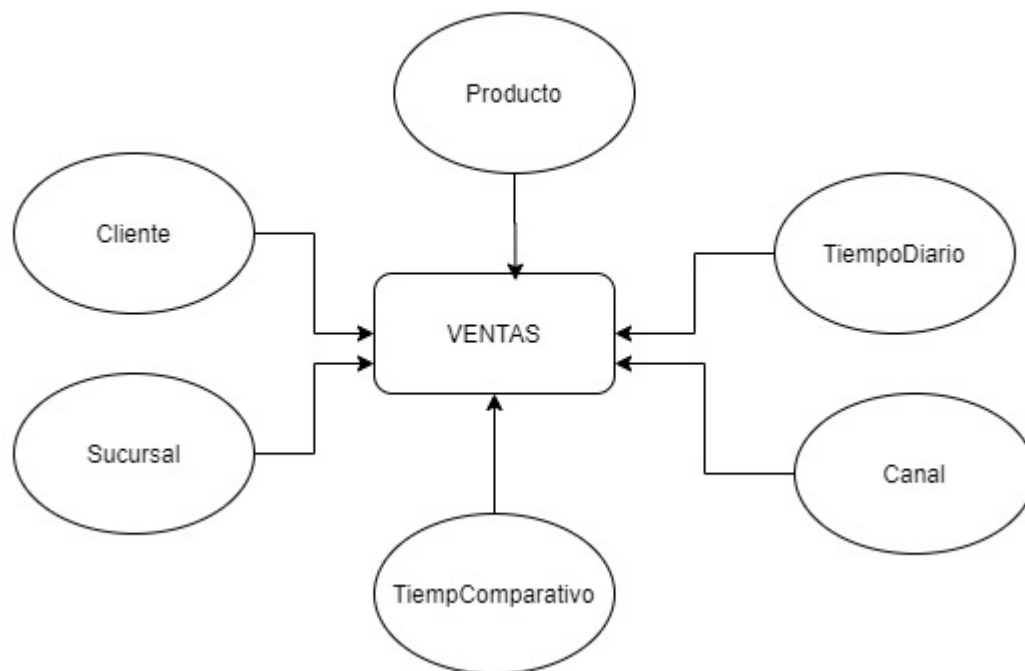 Producto
Cliente
TiempoDiario
VENTAS
Sucursal
Canal
TiempComparativo